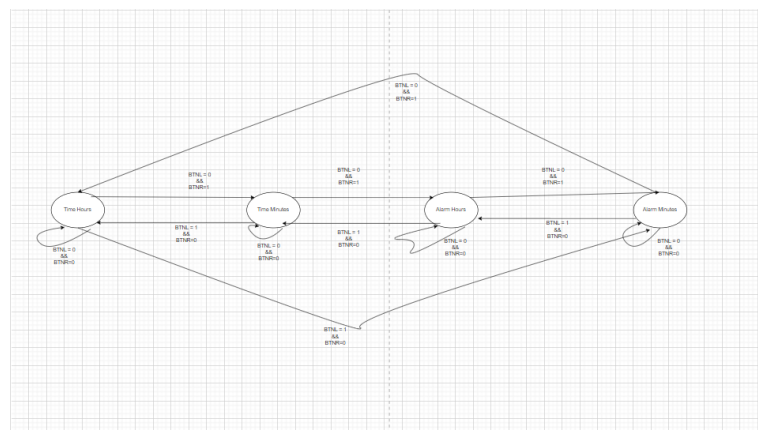 BTNL = 0
&&
BTNR=1
BTNL = 0
&&
BTNR=1
BTNL = 0
&&
BTNR=1
BTNL = 0
&&
BTNR=1
Time Hours
Time Minutes
Alarm Hours
Alarm Minutes
BTNL = 1
&&
BTNR=0
BTNL = 1
&&
BTNR=0
BTNL = 1
&&
BTNR=0
BTNL = 0
&&
BTNR=0
BTNL = 0
&&
BTNR=0
BTNL = 0
&&
BTNR=0
BTNL = 0
&&
BTNR=0
BTNL = 1
&&
BTNR=0